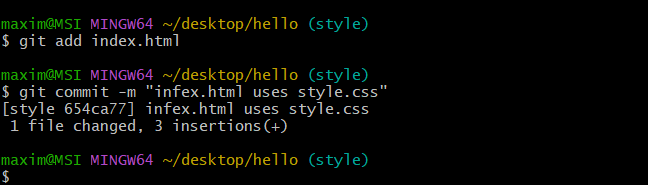 maxim@MSI MINGW64 ~/desktop/hello (style)
$ git add index.html
maxim@MSI MINGW64 ~/desktop/hello (style)
$ git commit -m "infex.html uses style.css"
[style 654ca77] infex.html uses style.css
 1 file changed, 3 insertions(+)
maxim@MSI MINGW64 ~/desktop/hello (style)
$